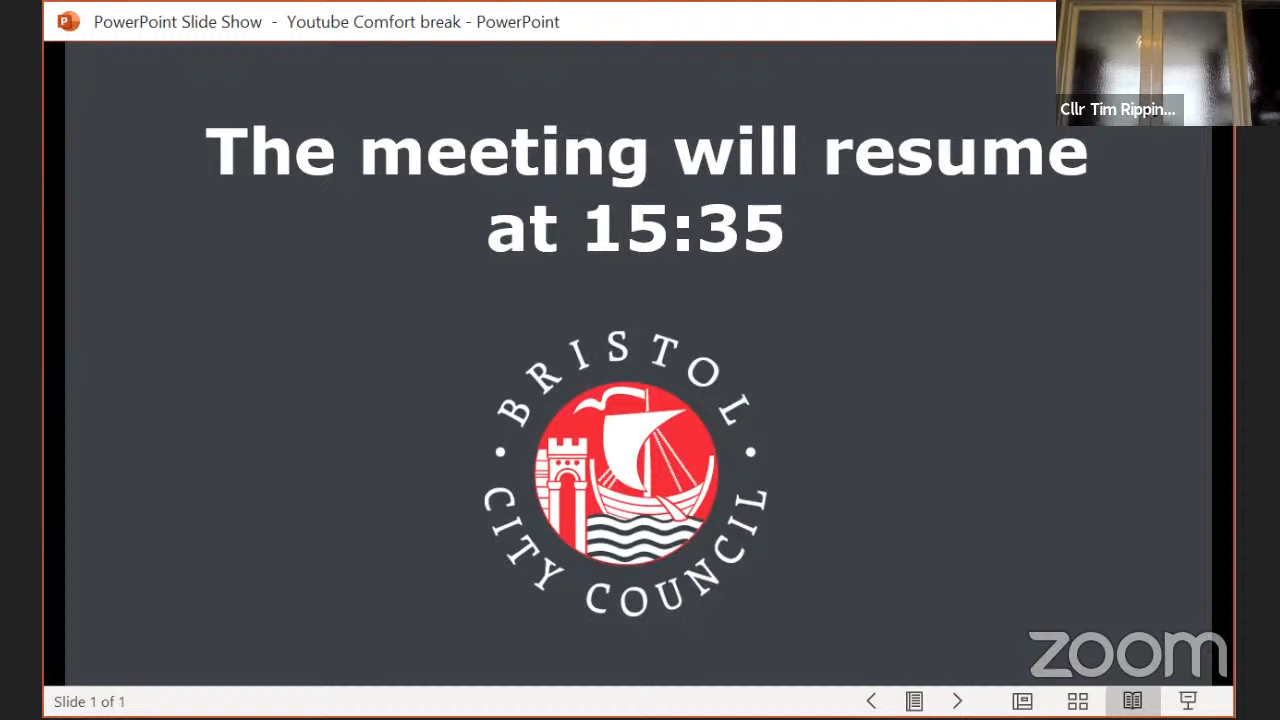 PowerPoint Slide Show - Youtube Comfort break - PowerPoint
Cllr Tim Rippin...
The meeting will resume
at 15:35
BRISTOL
CITY COUNCIL
zoom
Slide 1 of 1